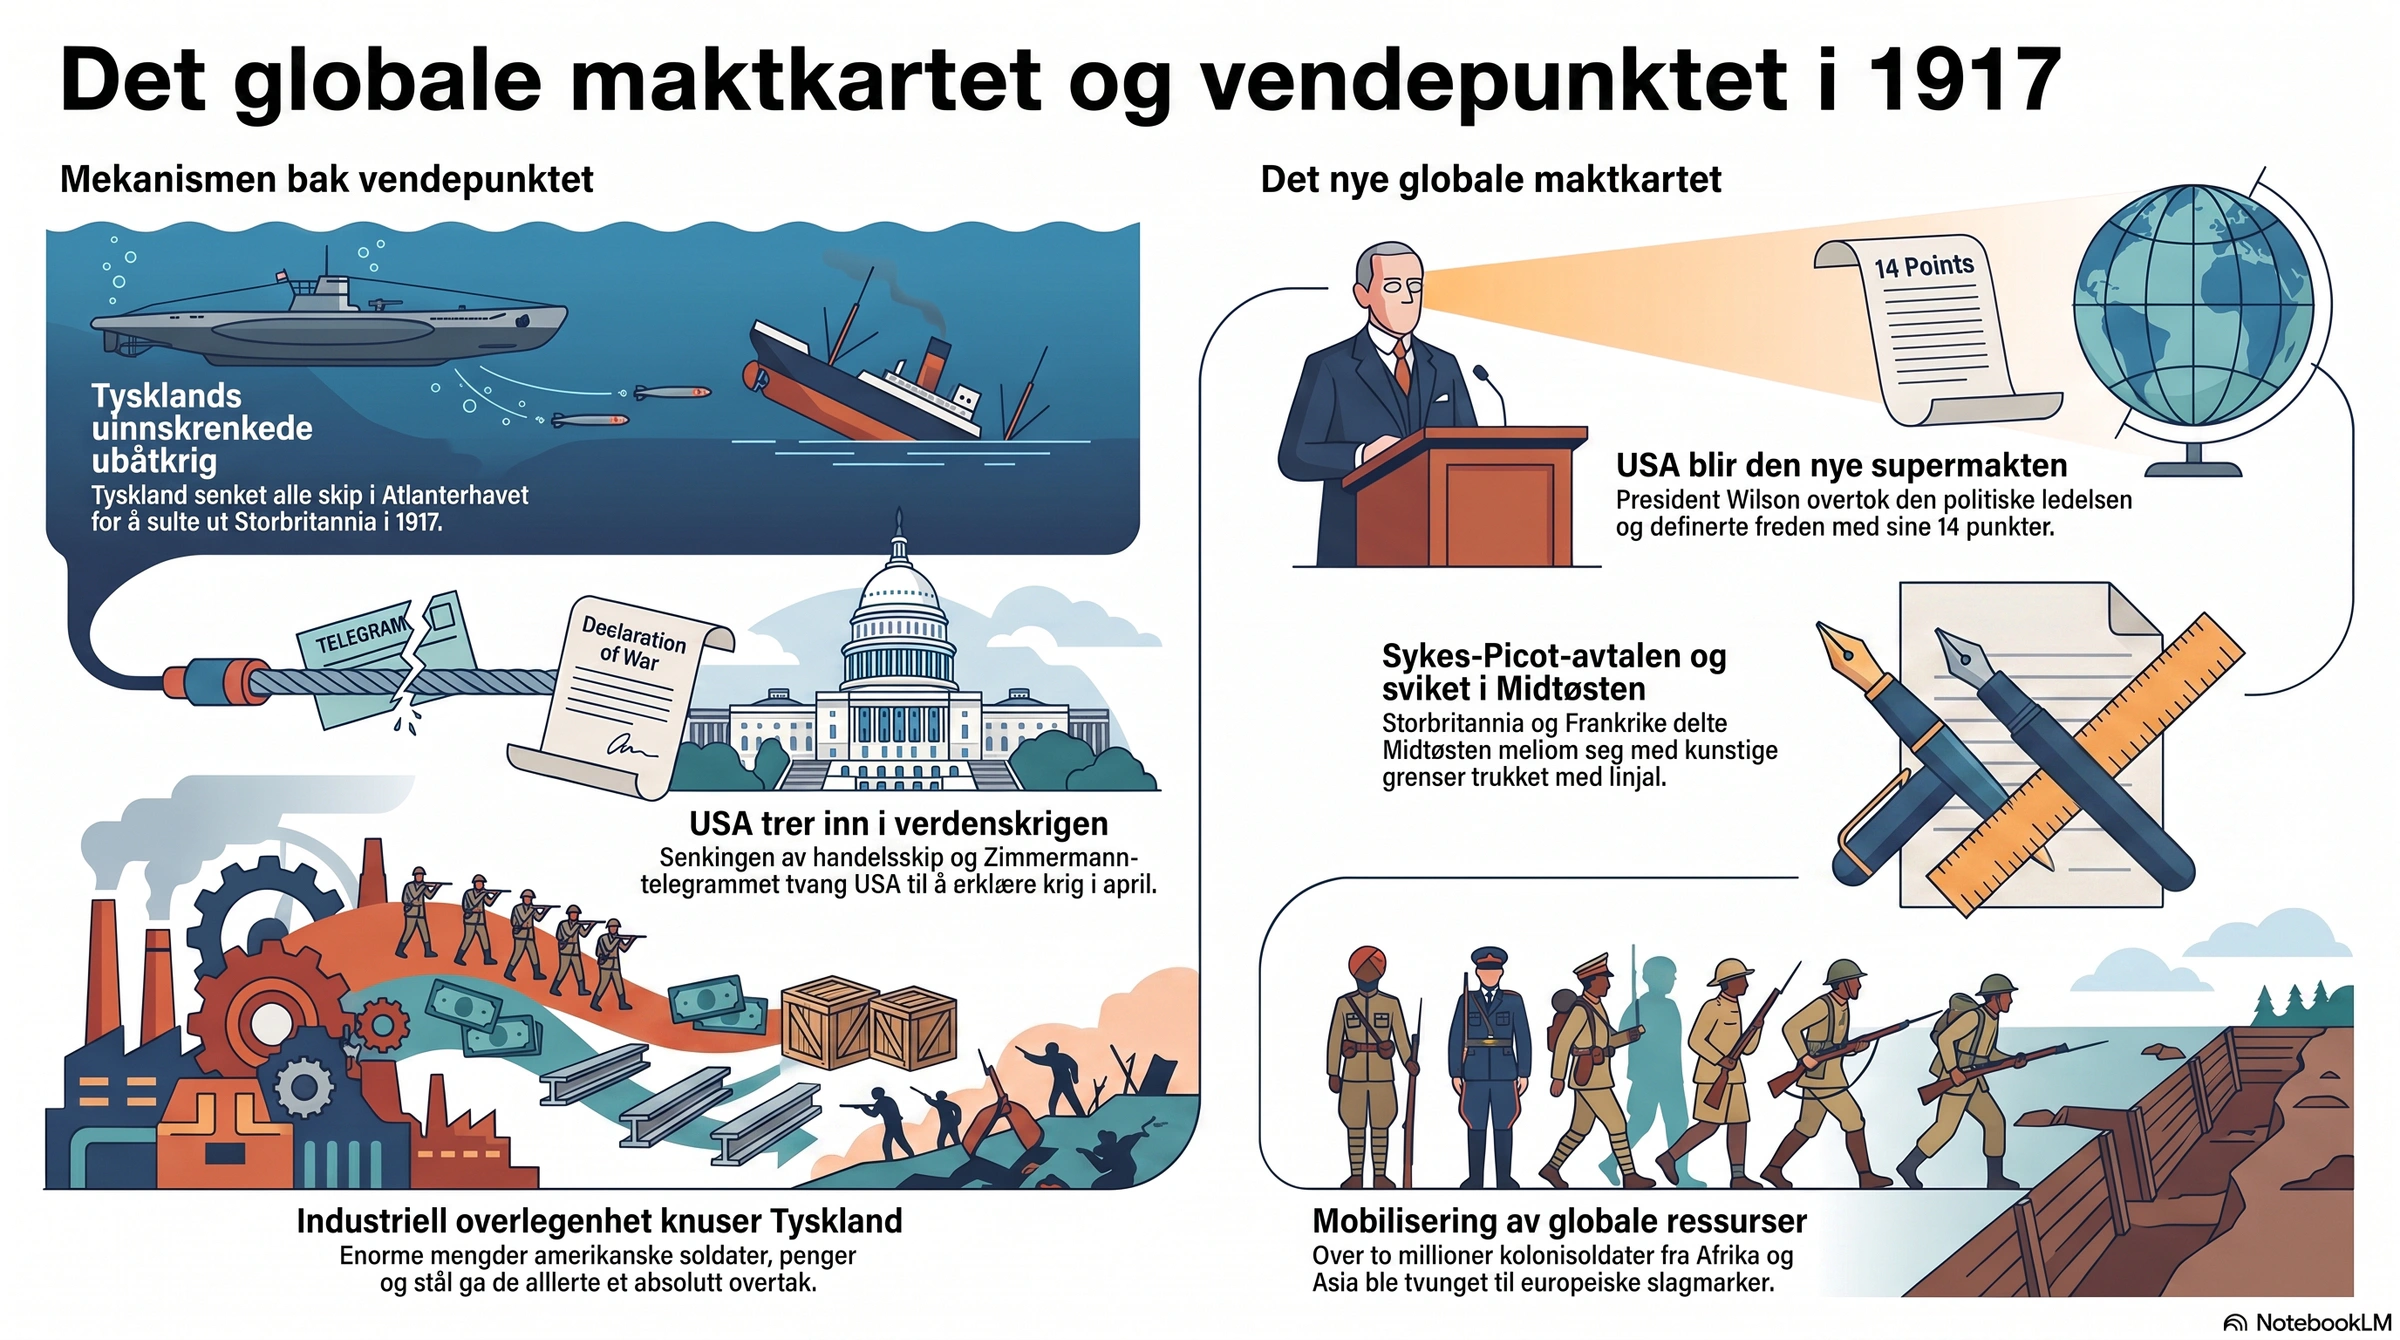 Det globale maktkartet og vendepunktet i 1917
Mekanismen bak vendepunktet
Tysklands
uinnskrenkede
ubåtkrig
Tyskland senket alle skip i Atlanterhavet
for å sulte ut Storbritannia i 1917.
TELEGRAM
Declaration
of War
USA trer inn i verdenskrigen
Senkingen av handelsskip og Zimmermann-
telegrammet tvang USA til å erklære krig i april.
Industriell overlegenhet knuser Tyskland
Enorme mengder amerikanske soldater, penger
og stål ga de alllerte et absolutt overtak.
Det nye globale maktkartet
14 Points
USA blir den nye supermakten
President Wilson overtok den politiske ledelsen
og definerte freden med sine 14 punkter.
Sykes-Picot-avtalen og
sviket i Midtøsten
Storbritannia og Frankrike delte
Midtøsten meliom seg med kunstige
grenser trukket med linjal.
Mobilisering av globale ressurser
Over to millioner kolonisoldater fra Afrika og
Asia ble tvunget til europeiske slagmarker.
NotebookLM